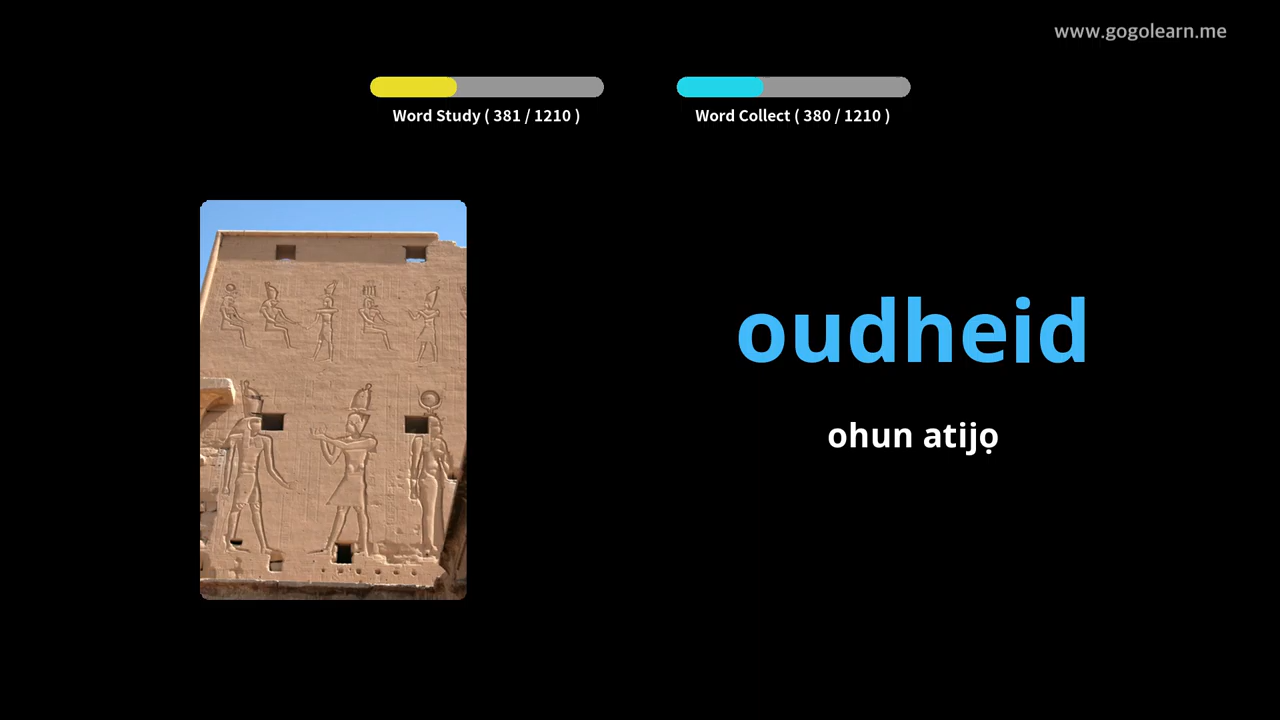 www.gogolearn.me
Word Study ( 381 / 1210 )
Word Collect ( 380 / 1210 )
oudheid
ohun atijọ